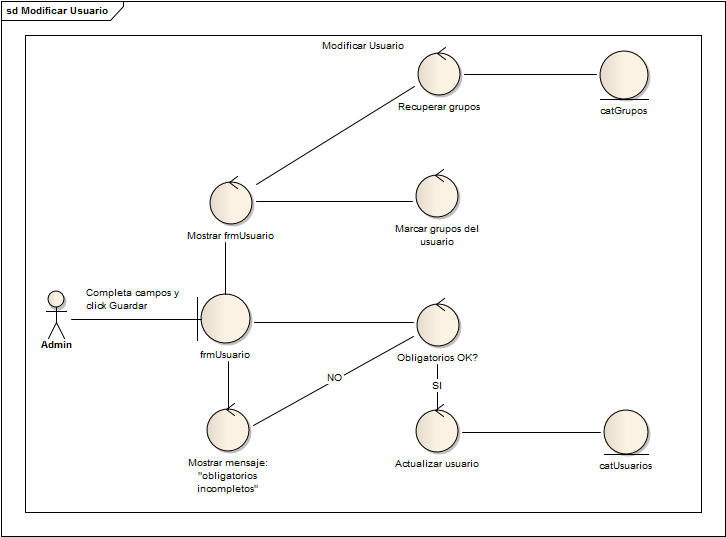 sd Modificar Usuario
Modificar Usuario
Recuperar grupos
catGrupos
Mostrar frmUsuario
Marcar grupos del
usuario
Completa campos y
click Guardar
Admin
frmUsuario
Obligatorios OK?
NO
SI
Mostrar mensaje:
"obligatorios
incompletos"
Actualizar usuario
catUsuarios